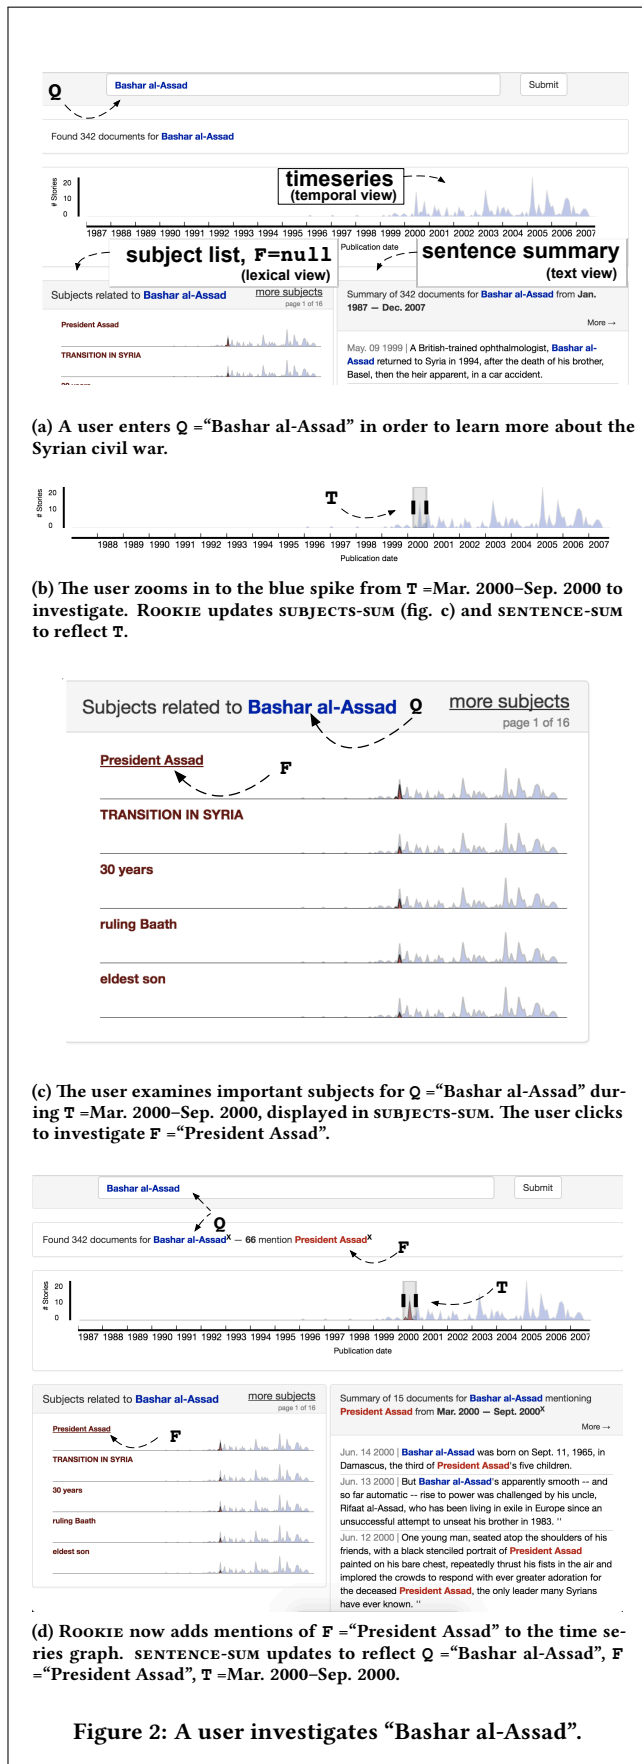 Q
Bashar al-Assad
Submit
Found 342 documents for Bashar al-Assad
# Stories
20
10
0
timeseries
(temporal view)
1987 1988 1989 1990 1991 1992 1993 1994 1995 1996 1997 1998 1999 2000 2001 2002 2003 2004 2005 2006 2007
Publication date
subject list, F=null
(lexical view)
sentence summary
(text view)
Subjects related to Bashar al-Assad
more subjects
page 1 of 16
President Assad
TRANSITION IN SYRIA
30 years
Summary of 342 documents for Bashar al-Assad from Jan.
1987 — Dec. 2007
More →
May. 09 1999 | A British-trained ophthalmologist, Bashar al-
Assad returned to Syria in 1994, after the death of his brother,
Basel, then the heir apparent, in a car accident.
(a) A user enters Q =“Bashar al-Assad” in order to learn more about the
Syrian civil war.
# Stories
20
10
0
T
1988 1989 1990 1991 1992 1993 1994 1995 1996 1997 1998 1999 2000 2001 2002 2003 2004 2005 2006 2007
Publication date
(b) The user zooms in to the blue spike from T =Mar. 2000–Sep. 2000 to
investigate. Rookie updates subjects-sum (fig. c) and sentence-sum
to reflect T.
Subjects related to Bashar al-Assad
Q
more subjects
page 1 of 16
President Assad
F
TRANSITION IN SYRIA
30 years
ruling Baath
eldest son
(c) The user examines important subjects for Q =“Bashar al-Assad” dur-
ing T =Mar. 2000–Sep. 2000, displayed in subjects-sum. The user clicks
to investigate F =“President Assad”.
Bashar al-Assad
Submit
Q
Found 342 documents for Bashar al-Assad X — 66 mention President Assad X
F
# Stories
20
10
0
T
1987 1988 1989 1990 1991 1992 1993 1994 1995 1996 1997 1998 1999 2000 2001 2002 2003 2004 2005 2006 2007
Publication date
Subjects related to Bashar al-Assad
more subjects
page 1 of 16
President Assad
F
TRANSITION IN SYRIA
30 years
ruling Baath
eldest son
Summary of 15 documents for Bashar al-Assad mentioning
President Assad from Mar. 2000 — Sept. 2000 X
More →
Jun. 14 2000 | Bashar al-Assad was born on Sept. 11, 1965, in
Damascus, the third of President Assad's five children.
Jun. 13 2000 | But Bashar al-Assad's apparently smooth -- and
so far automatic -- rise to power was challenged by his uncle,
Rifaat al-Assad, who has been living in exile in Europe since an
unsuccessful attempt to unseat his brother in 1983. ''
Jun. 12 2000 | One young man, seated atop the shoulders of his
friends, with a black stenciled portrait of President Assad
painted on his bare chest, repeatedly thrust his fists in the air and
implored the crowds to respond with ever greater adoration for
the deceased President Assad, the only leader many Syrians
have ever known. ''
(d) Rookie now adds mentions of F =“President Assad” to the time se-
ries graph. sentence-sum updates to reflect Q =“Bashar al-Assad”, F
=“President Assad”, T =Mar. 2000–Sep. 2000.
Figure 2: A user investigates “Bashar al-Assad”.